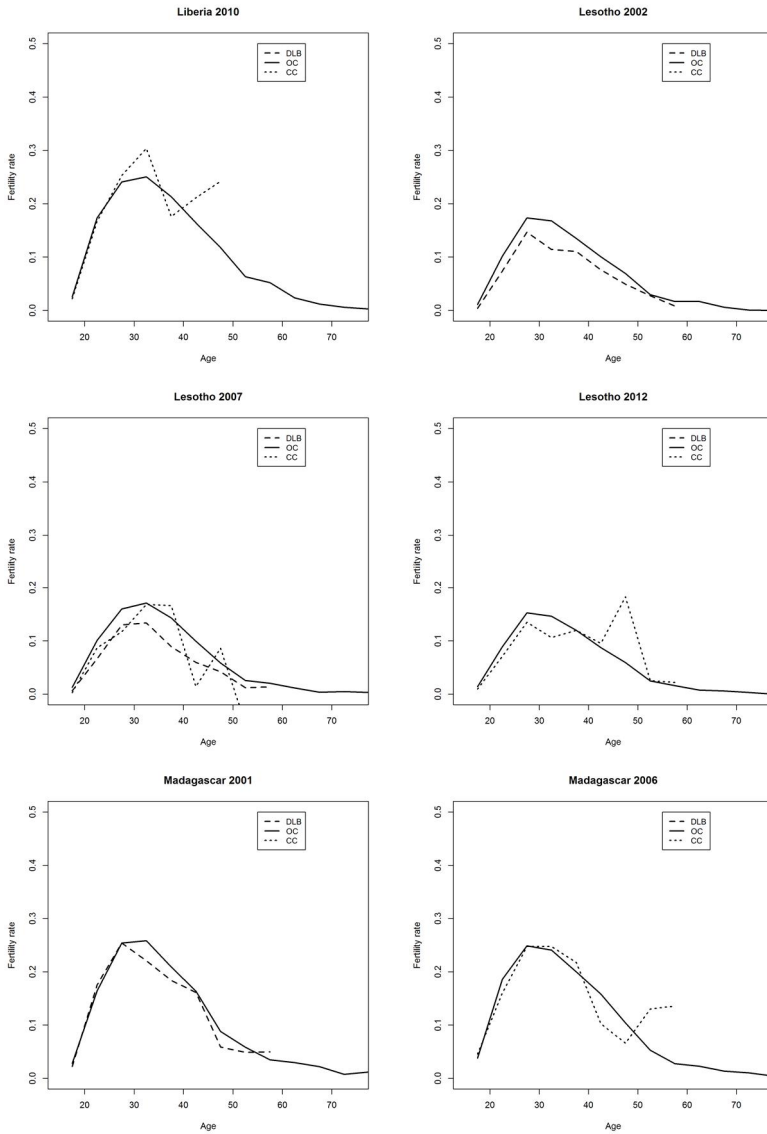 Liberia 2010
DLB
OC
CC
Fertility rate
0.0 0.1 0.2 0.3 0.4 0.5
20 30 40 50 60 70
Age
Lesotho 2002
DLB
OC
CC
Fertility rate
0.0 0.1 0.2 0.3 0.4 0.5
20 30 40 50 60 70
Age
Lesotho 2007
DLB
OC
CC
Fertility rate
0.0 0.1 0.2 0.3 0.4 0.5
20 30 40 50 60 70
Age
Lesotho 2012
DLB
OC
CC
Fertility rate
0.0 0.1 0.2 0.3 0.4 0.5
20 30 40 50 60 70
Age
Madagascar 2001
DLB
OC
CC
Fertility rate
0.0 0.1 0.2 0.3 0.4 0.5
20 30 40 50 60 70
Age
Madagascar 2006
DLB
OC
CC
Fertility rate
0.0 0.1 0.2 0.3 0.4 0.5
20 30 40 50 60 70
Age